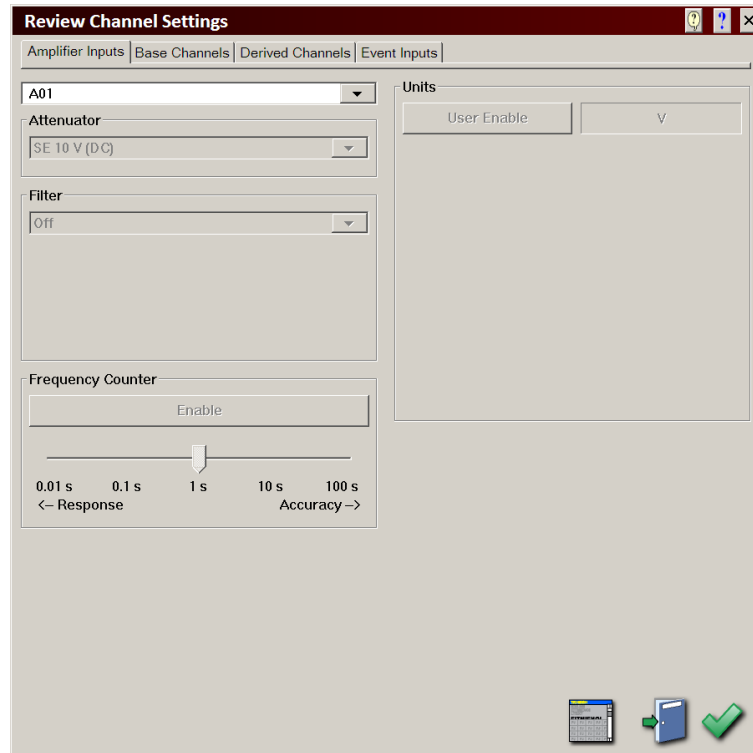 Review Channel Settings
Amplifier Inputs Base Channels Derived Channels Event Inputs
A01
Attenuator
SE 10 V (DC)
Filter
Off
Frequency Counter
Enable
0.01 s 0.1 s 1 s 10 s 100 s
<– Response Accuracy –>
Units
User Enable V